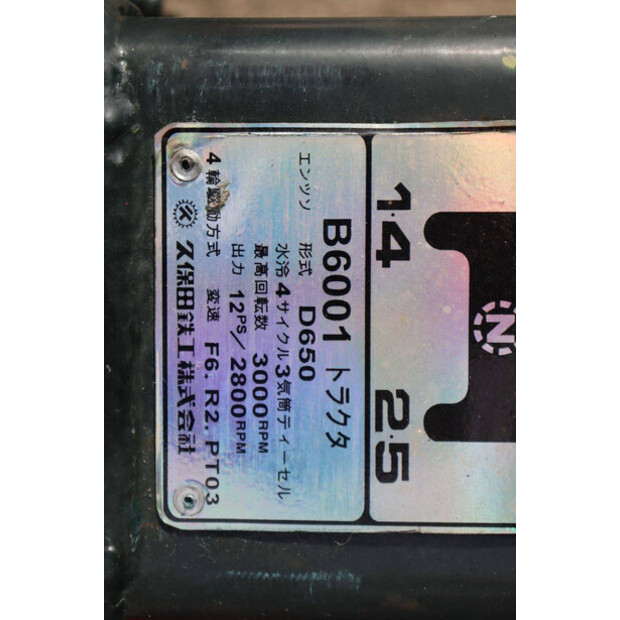 N
1·4 2·5
B6001 トラクタ
エンジン 形式 D650
水冷4サイクル3気筒ディーゼル
最高回転数 3000RPM
出力 12PS/2800RPM
4輪駆動方式 変速 F6, R2, PTO3
久保田鉄工株式会社